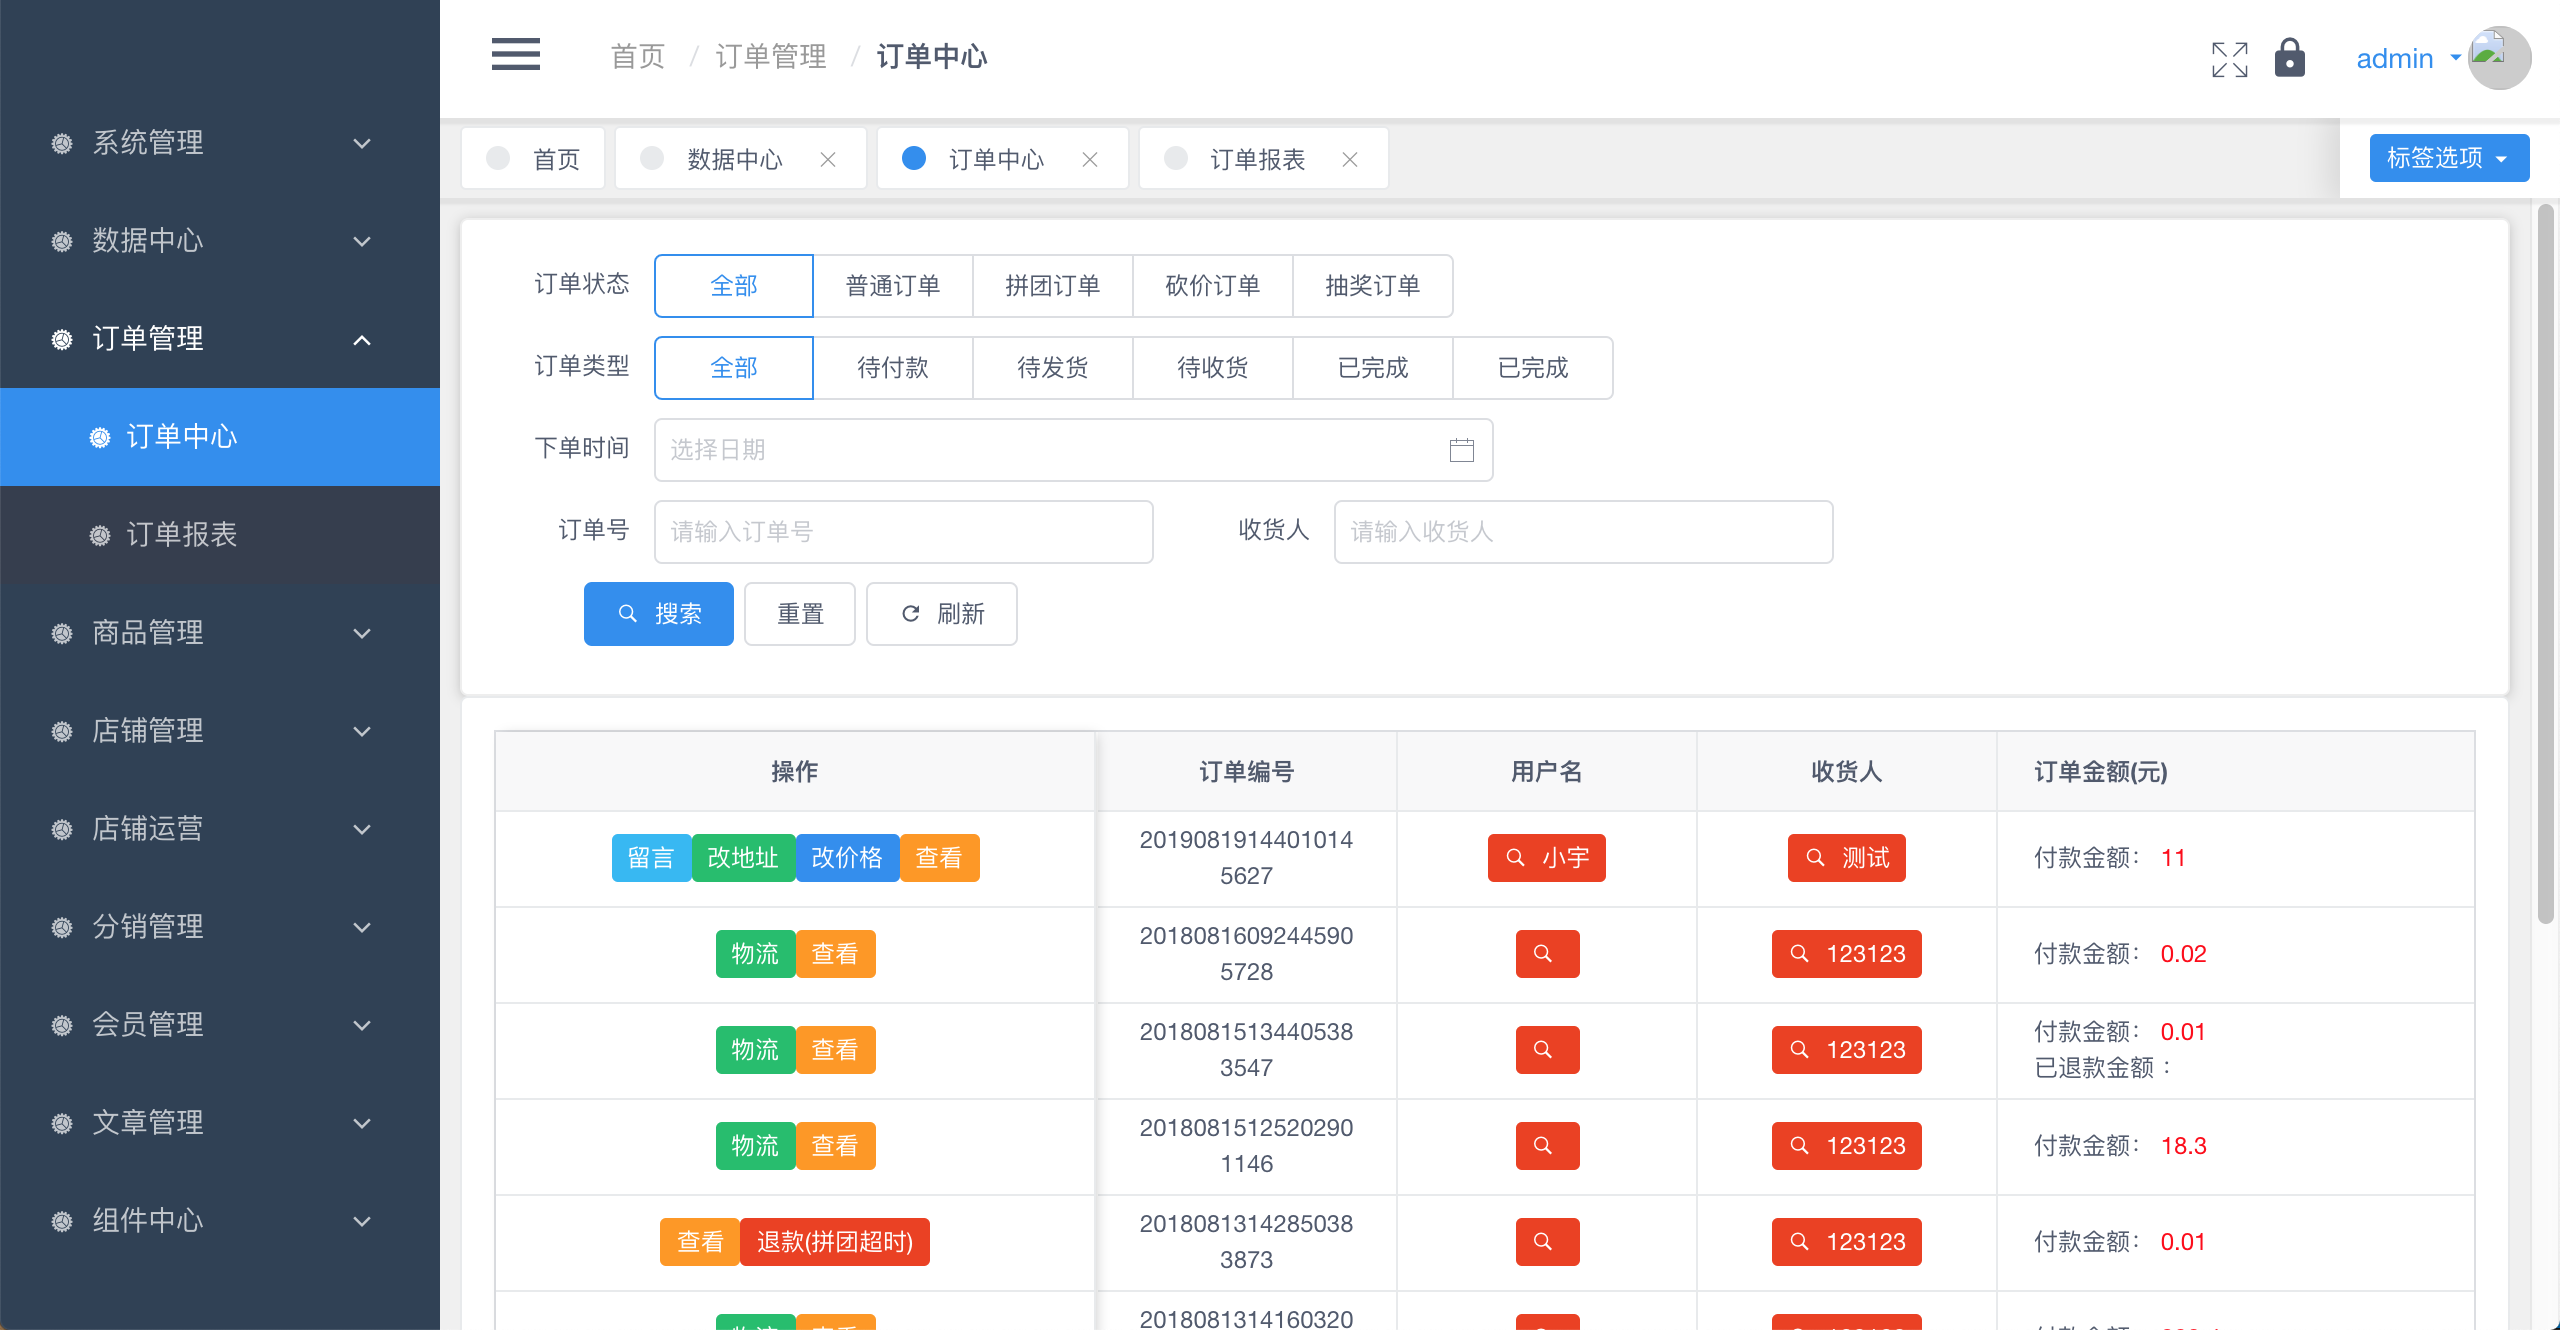 首页 / 订单管理 / 订单中心
admin
系统管理
数据中心
订单管理
订单中心
订单报表
商品管理
店铺管理
店铺运营
分销管理
会员管理
文章管理
组件中心
首页 数据中心 订单中心 订单报表 标签选项
订单状态 全部 普通订单 拼团订单 砍价订单 抽奖订单
订单类型 全部 待付款 待发货 待收货 已完成 已完成
下单时间 选择日期
订单号 请输入订单号 收货人 请输入收货人
搜索 重置 刷新
操作 订单编号 用户名 收货人 订单金额(元)
留言 改地址 改价格 查看 2019081914401014 小宇 测试 付款金额： 11
5627
物流 查看 2018081609244590 123123 付款金额： 0.02
5728
物流 查看 2018081513440538 123123 付款金额： 0.01
3547 已退款金额 ：
物流 查看 2018081512520290 123123 付款金额： 18.3
1146
查看 退款(拼团超时) 2018081314285038 123123 付款金额： 0.01
3873
2018081314160320